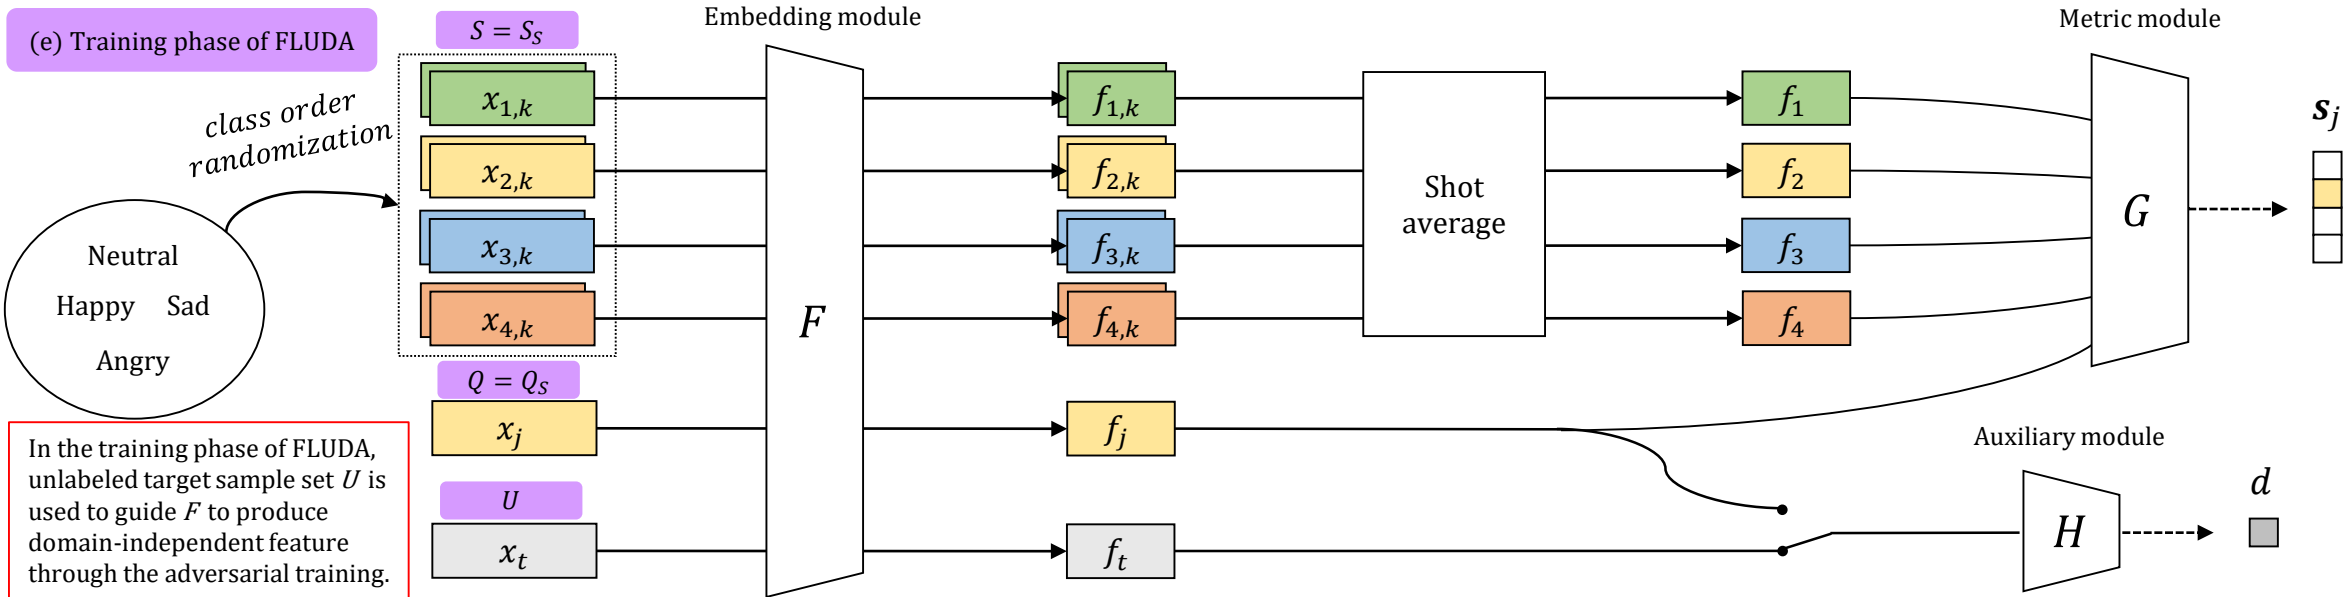 (e) Training phase of FLUDA
S = S_S
Embedding module
Metric module
class order
randomization
x_{1,k}
f_{1,k}
f_1
x_{2,k}
f_{2,k}
f_2
x_{3,k}
f_{3,k}
f_3
x_{4,k}
f_{4,k}
f_4
Shot
average
F
G
s_j
Neutral
Happy Sad
Angry
Q = Q_S
x_j
f_j
U
x_t
f_t
Auxiliary module
H
d
In the training phase of FLUDA,
unlabeled target sample set U is
used to guide F to produce
domain-independent feature
through the adversarial training.